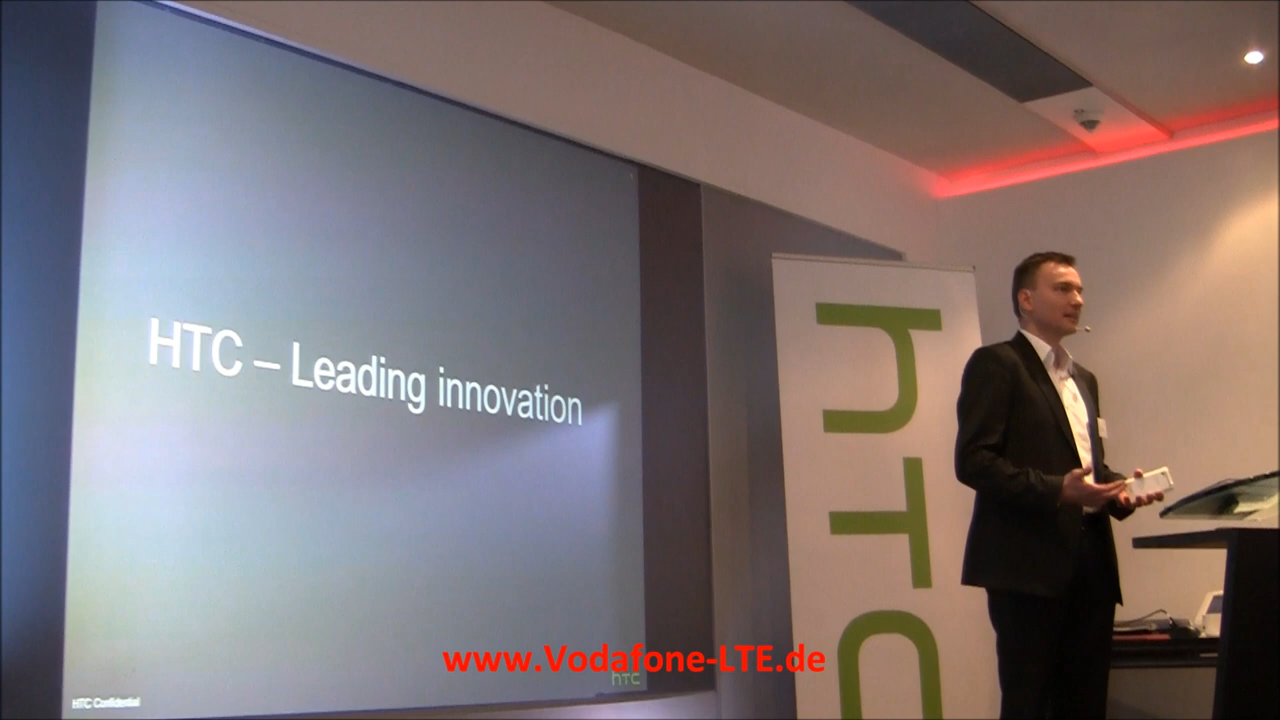 HTC – Leading innovation
hTC
www.Vodafone-LTE.de
hTC
HTC Confidential